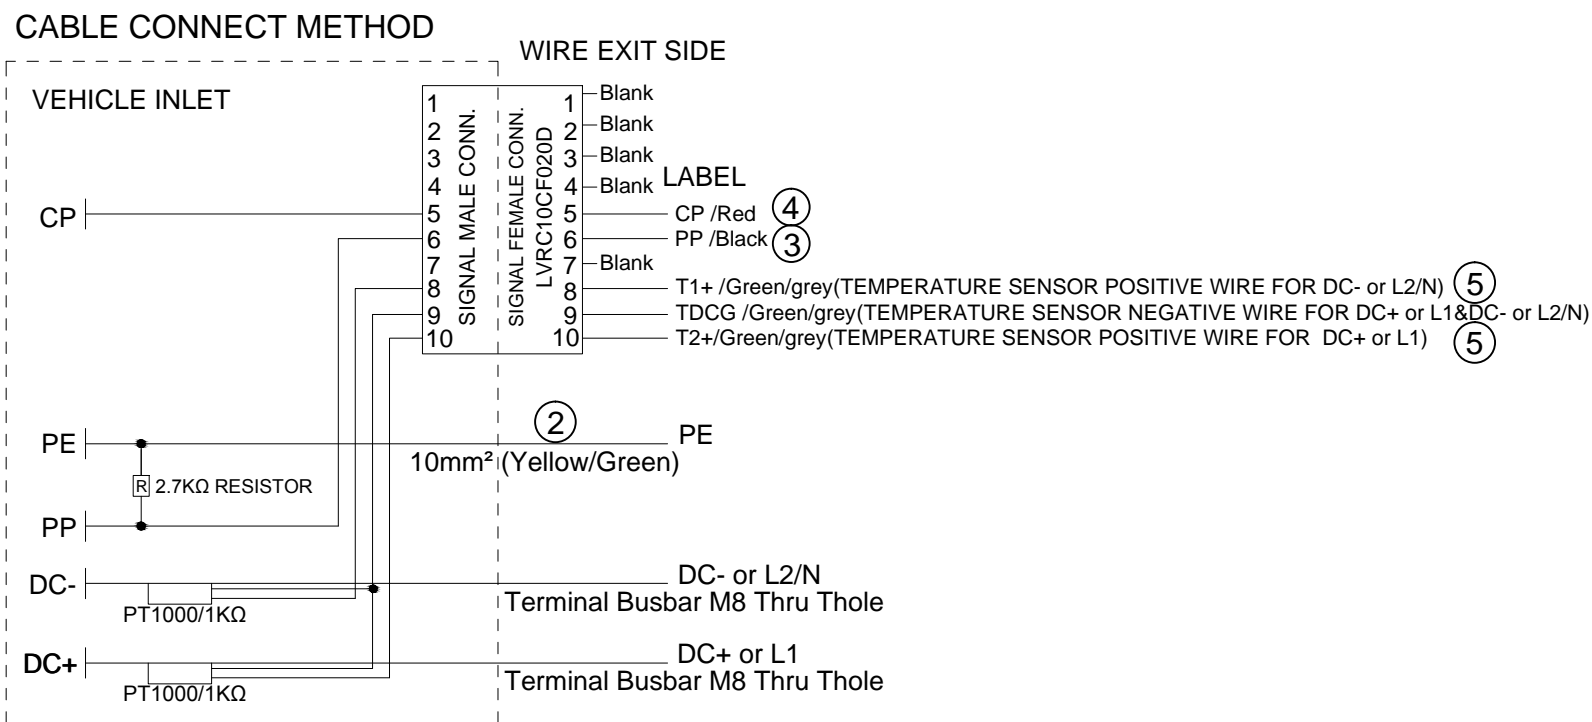 CABLE CONNECT METHOD
WIRE EXIT SIDE
VEHICLE INLET
1
2
3
4
5
6
7
8
9
10
SIGNAL MALE CONN.
SIGNAL FEMALE CONN.
LVRC10CF020D
1 Blank
2 Blank
3 Blank
4 Blank
LABEL
CP
5 CP /Red 4
6 PP /Black 3
7 Blank
8 T1+ /Green/grey(TEMPERATURE SENSOR POSITIVE WIRE FOR DC- or L2/N) 5
9 TDCG /Green/grey(TEMPERATURE SENSOR NEGATIVE WIRE FOR DC+ or L1&DC- or L2/N)
10 T2+/Green/grey(TEMPERATURE SENSOR POSITIVE WIRE FOR DC+ or L1) 5
2
PE PE
10mm² (Yellow/Green)
R 2.7KΩ RESISTOR
PP
DC- DC- or L2/N
PT1000/1KΩ Terminal Busbar M8 Thru Thole
DC+ DC+ or L1
PT1000/1KΩ Terminal Busbar M8 Thru Thole